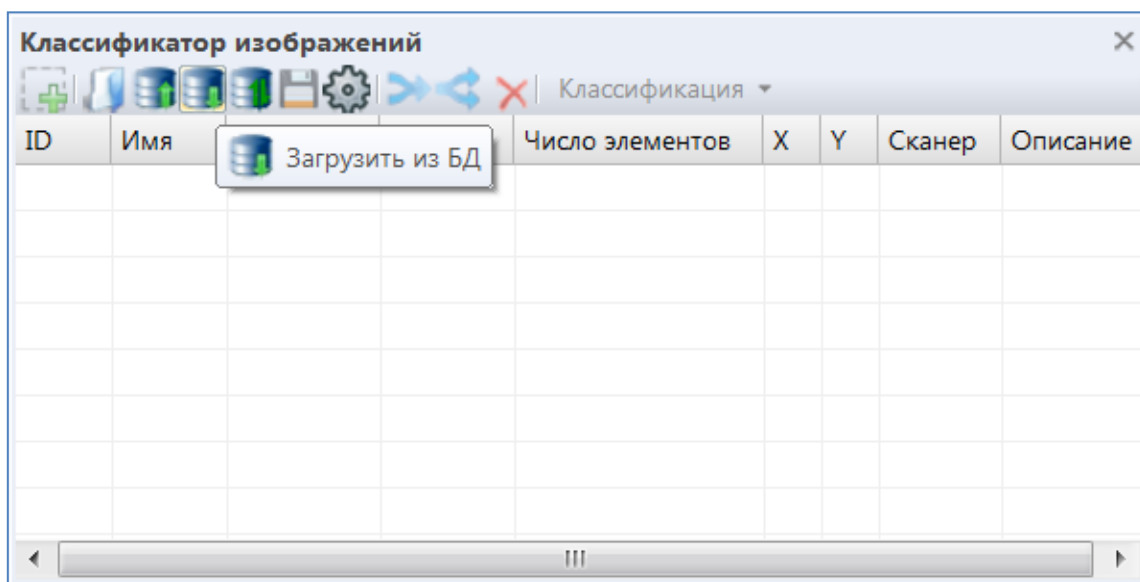 Классификатор изображений
Классификация
ID Имя Число элементов X Y Сканер Описание
Загрузить из БД